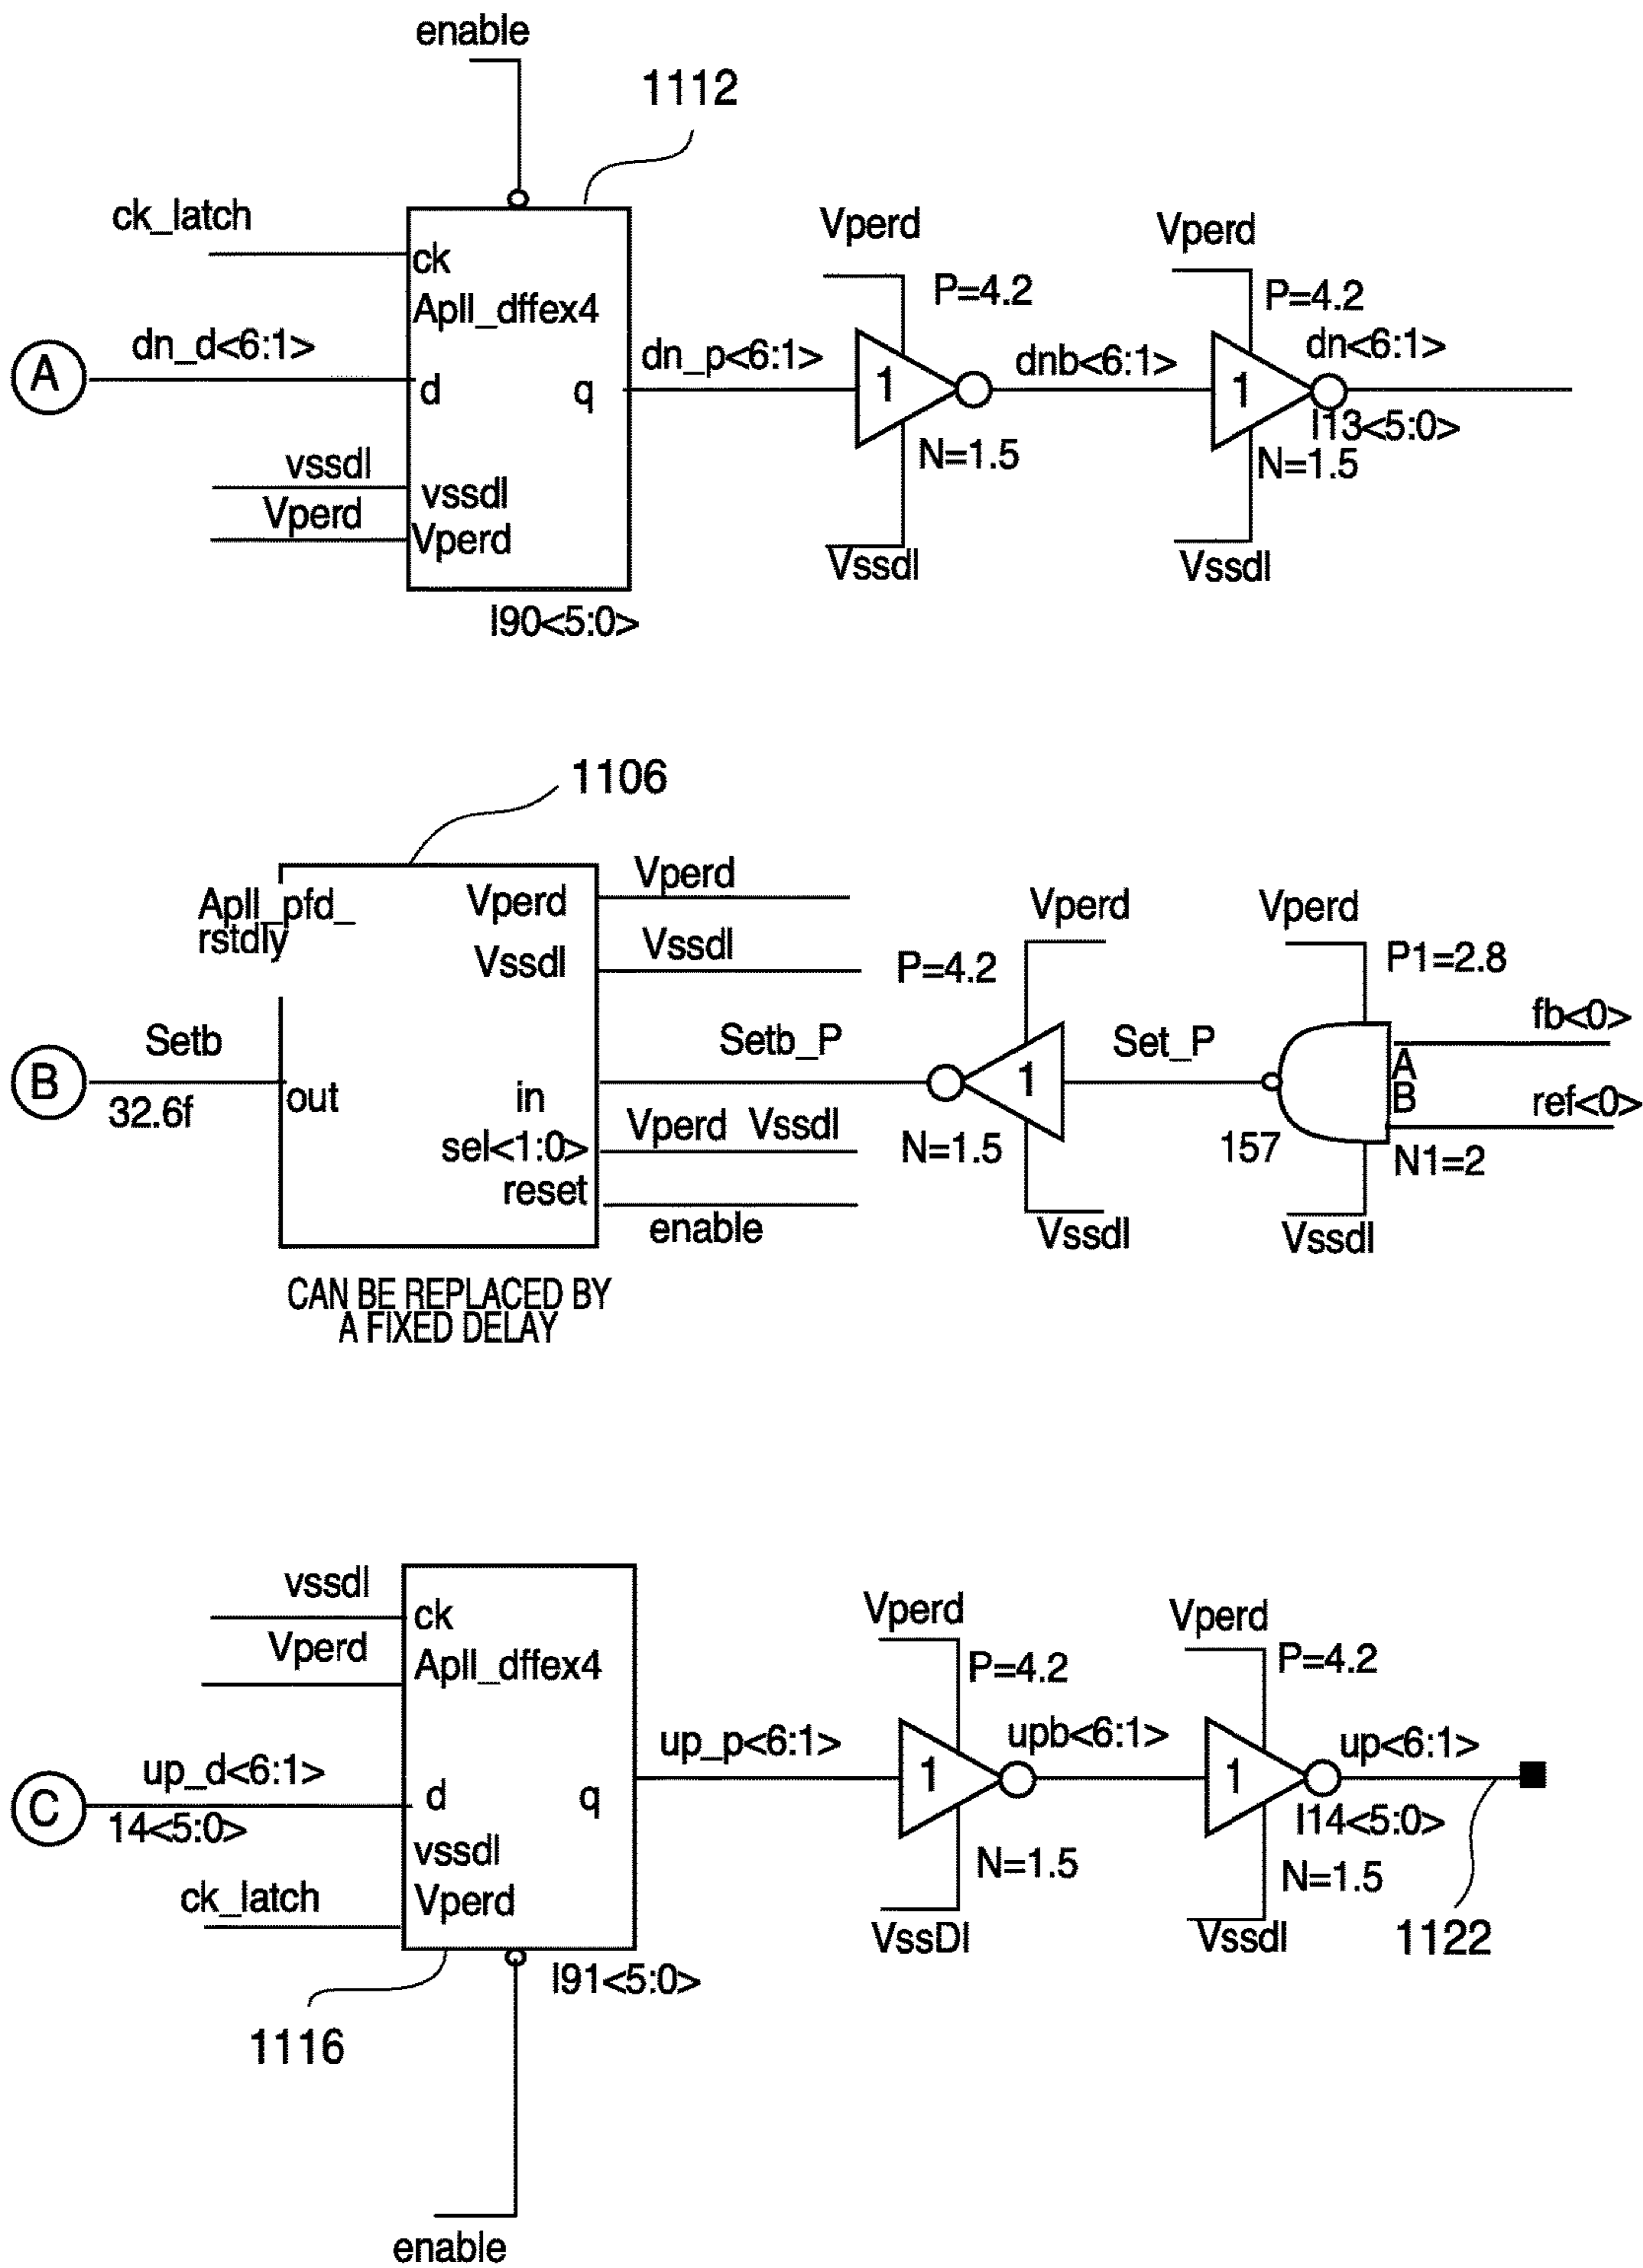 enable
1112
ck_latch
ck
Apll_dffex4
A
dn_d<6:1>
d
q
vssdl
vssdl
Vperd
Vperd
I90<5:0>
dn_p<6:1>
Vperd
P=4.2
1
N=1.5
Vssdl
dnb<6:1>
Vperd
P=4.2
1
dn<6:1>
I13<5:0>
N=1.5
Vssdl
1106
Apll_pfd_
rstdly
Vperd
Vperd
Vssdl
Vssdl
B
Setb
32.6f
out
in
Setb_P
sel<1:0>
Vperd Vssdl
reset
enable
CAN BE REPLACED BY
A FIXED DELAY
Vperd
P=4.2
1
N=1.5
Vssdl
Set_P
Vperd
P1=2.8
fb<0>
A
B
ref<0>
157
N1=2
Vssdl
vssdl
ck
Vperd
Apll_dffex4
C
up_d<6:1>
14<5:0>
d
q
vssdl
ck_latch
Vperd
I91<5:0>
1116
enable
up_p<6:1>
Vperd
P=4.2
1
N=1.5
VssDl
upb<6:1>
Vperd
P=4.2
1
up<6:1>
I14<5:0>
N=1.5
Vssdl
1122